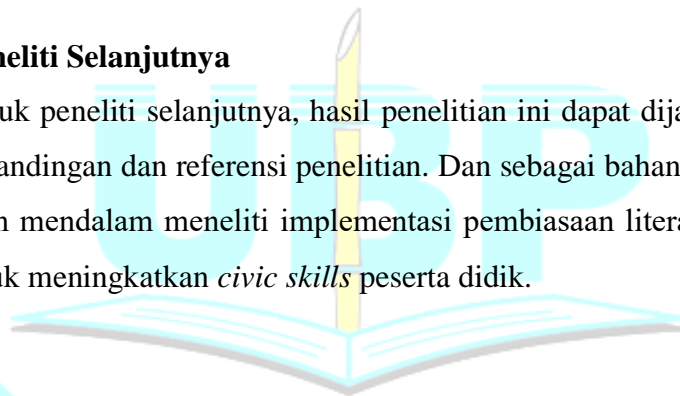 neliti Selanjutnya
uk peneliti selanjutnya, hasil penelitian ini dapat dija
andingan dan referensi penelitian. Dan sebagai bahan
n mendalam meneliti implementasi pembiasaan litera
uk meningkatkan civic skills peserta didik.
UBP